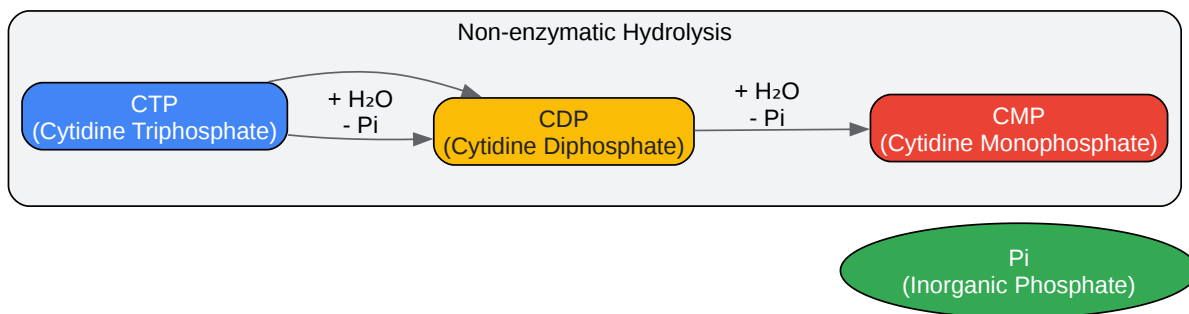 Non-enzymatic Hydrolysis
CTP
(Cytidine Triphosphate)
+ H₂O
- Pi
CDP
(Cytidine Diphosphate)
+ H₂O
- Pi
CMP
(Cytidine Monophosphate)
Pi
(Inorganic Phosphate)